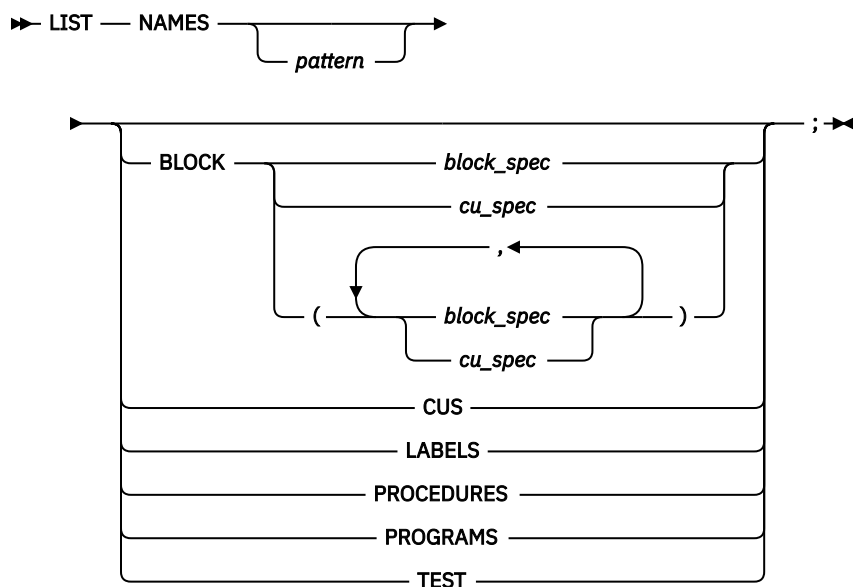 LIST NAMES
pattern
;
BLOCK block_spec
cu_spec
,
( block_spec )
cu_spec
CUS
LABELS
PROCEDURES
PROGRAMS
TEST